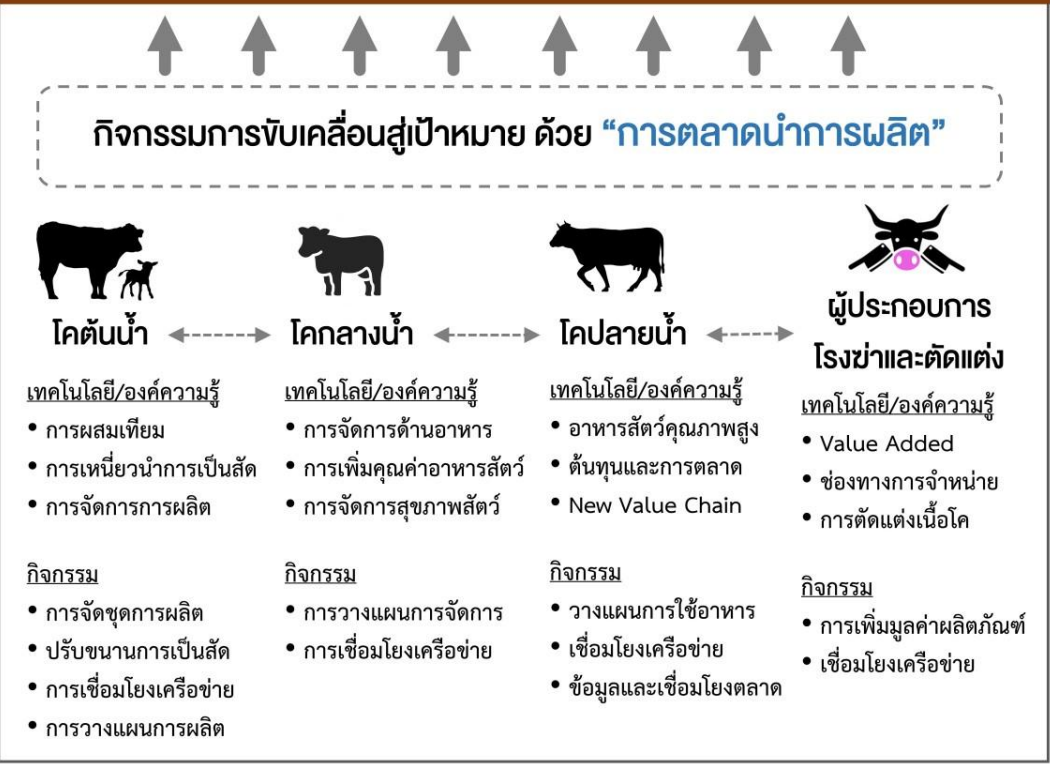 กิจกรรมการขับเคลื่อนสู่เป้าหมาย ด้วย “การตลาดนำการผลิต”
โคต้นน้ำ
เทคโนโลยี/องค์ความรู้
• การผสมเทียม
• การเหนี่ยวนำการเป็นสัด
• การจัดการการผลิต
กิจกรรม
• การจัดชุดการผลิต
• ปรับขนานการเป็นสัด
• การเชื่อมโยงเครือข่าย
• การวางแผนการผลิต
โคกลางน้ำ
เทคโนโลยี/องค์ความรู้
• การจัดการด้านอาหาร
• การเพิ่มคุณค่าอาหารสัตว์
• การจัดการสุขภาพสัตว์
กิจกรรม
• การวางแผนการจัดการ
• การเชื่อมโยงเครือข่าย
โคปลายน้ำ
เทคโนโลยี/องค์ความรู้
• อาหารสัตว์คุณภาพสูง
• ต้นทุนและการตลาด
• New Value Chain
กิจกรรม
• วางแผนการใช้อาหาร
• เชื่อมโยงเครือข่าย
• ข้อมูลและเชื่อมโยงตลาด
ผู้ประกอบการ
โรงฆ่าและตัดแต่ง
เทคโนโลยี/องค์ความรู้
• Value Added
• ช่องทางการจำหน่าย
• การตัดแต่งเนื้อโค
กิจกรรม
• การเพิ่มมูลค่าผลิตภัณฑ์
• เชื่อมโยงเครือข่าย